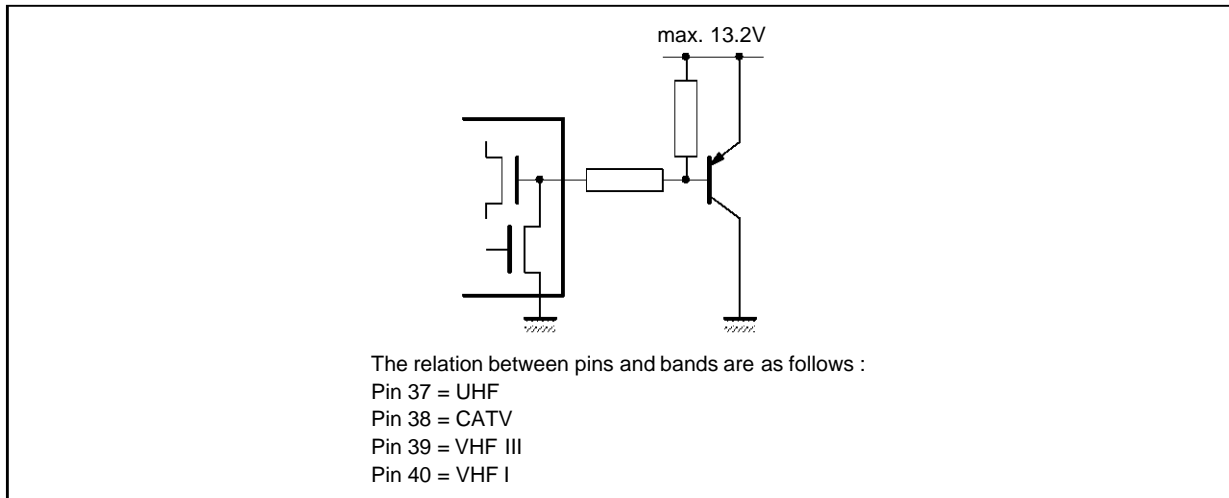 max. 13.2V
The relation between pins and bands are as follows :
Pin 37 = UHF
Pin 38 = CATV
Pin 39 = VHF III
Pin 40 = VHF I